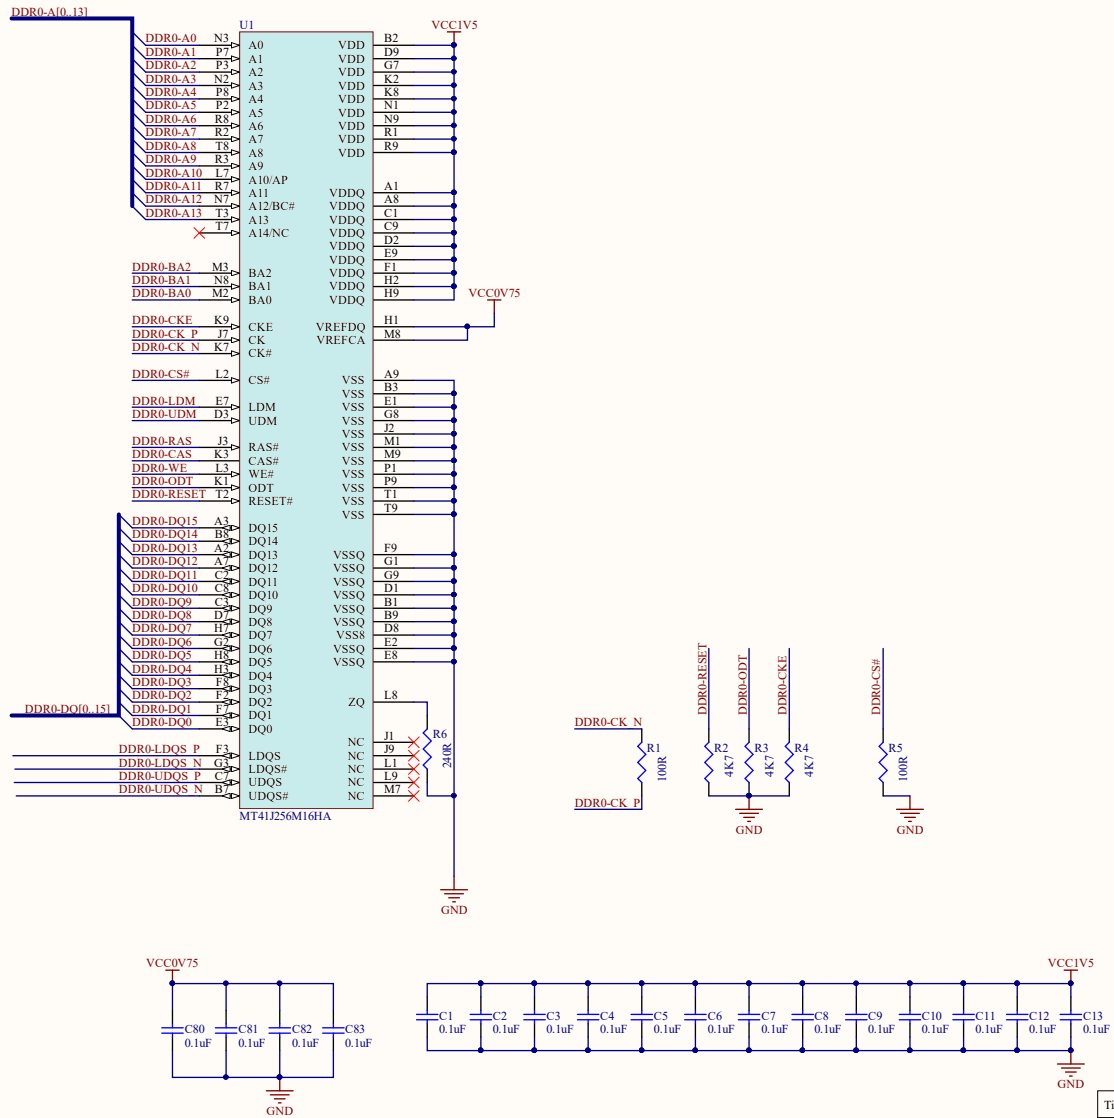 DDR0-A[0..13]
U1
VCC1V5
DDR0-A0 N3 A0 VDD B2
DDR0-A1 P7 A1 VDD D9
DDR0-A2 P3 A2 VDD G7
DDR0-A3 N2 A3 VDD K2
DDR0-A4 P8 A4 VDD K8
DDR0-A5 P2 A5 VDD N1
DDR0-A6 R8 A6 VDD N9
DDR0-A7 R2 A7 VDD R1
DDR0-A8 T8 A8 VDD R9
DDR0-A9 R3 A9
DDR0-A10 L7 A10/AP
DDR0-A11 R7 A11 VDDQ A1
DDR0-A12 N7 A12/BC# VDDQ A8
DDR0-A13 T3 A13 VDDQ C1
T7 A14/NC VDDQ C9
VDDQ D2
VDDQ E9
DDR0-BA2 M3 BA2 VDDQ F1
DDR0-BA1 N8 BA1 VDDQ H2
DDR0-BA0 M2 BA0 VDDQ H9
VCC0V75
DDR0-CKE K9 CKE VREFDQ H1
DDR0-CK_P J7 CK VREFCA M8
DDR0-CK_N K7 CK#
DDR0-CS# L2 CS# VSS A9
VSS B3
DDR0-LDM E7 LDM VSS E1
DDR0-UDM D3 UDM VSS G8
VSS J2
DDR0-RAS J3 RAS# VSS M1
DDR0-CAS K3 CAS# VSS M9
DDR0-WE L3 WE# VSS P1
DDR0-ODT K1 ODT VSS P9
DDR0-RESET T2 RESET# VSS T1
VSS T9
DDR0-DQ15 A3 DQ15
DDR0-DQ14 B8 DQ14
DDR0-DQ13 A2 DQ13 VSSQ F9
DDR0-DQ12 A7 DQ12 VSSQ G1
DDR0-DQ11 C2 DQ11 VSSQ G9
DDR0-DQ10 C8 DQ10 VSSQ D1
DDR0-DQ9 C3 DQ9 VSSQ B1
DDR0-DQ8 D7 DQ8 VSSQ B9
DDR0-DQ7 H7 DQ7 VSS8 D8
DDR0-DQ6 G2 DQ6 VSSQ E2
DDR0-DQ5 H8 DQ5 VSSQ E8
DDR0-DQ4 H3 DQ4
DDR0-DQ3 F8 DQ3
DDR0-DQ2 F2 DQ2 ZQ L8
DDR0-DQ[0..15]
DDR0-DQ1 F7 DQ1
DDR0-DQ0 E3 DQ0
NC J1
DDR0-LDQS_P F3 LDQS NC J9
DDR0-LDQS_N G3 LDQS# NC L1
DDR0-UDQS_P C7 UDQS NC L9
DDR0-UDQS_N B7 UDQS# NC M7
R6
240R
MT41J256M16HA
GND
DDR0-CK_N
R1
100R
DDR0-CK_P
DDR0-RESET
DDR0-ODT
DDR0-CKE
DDR0-CS#
R2
4K7
R3
4K7
R4
4K7
R5
100R
GND
GND
VCC0V75
C80 C81 C82 C83
0.1uF 0.1uF 0.1uF 0.1uF
GND
VCC1V5
C1 C2 C3 C4 C5 C6 C7 C8 C9 C10 C11 C12 C13
0.1uF 0.1uF 0.1uF 0.1uF 0.1uF 0.1uF 0.1uF 0.1uF 0.1uF 0.1uF 0.1uF 0.1uF 0.1uF
GND